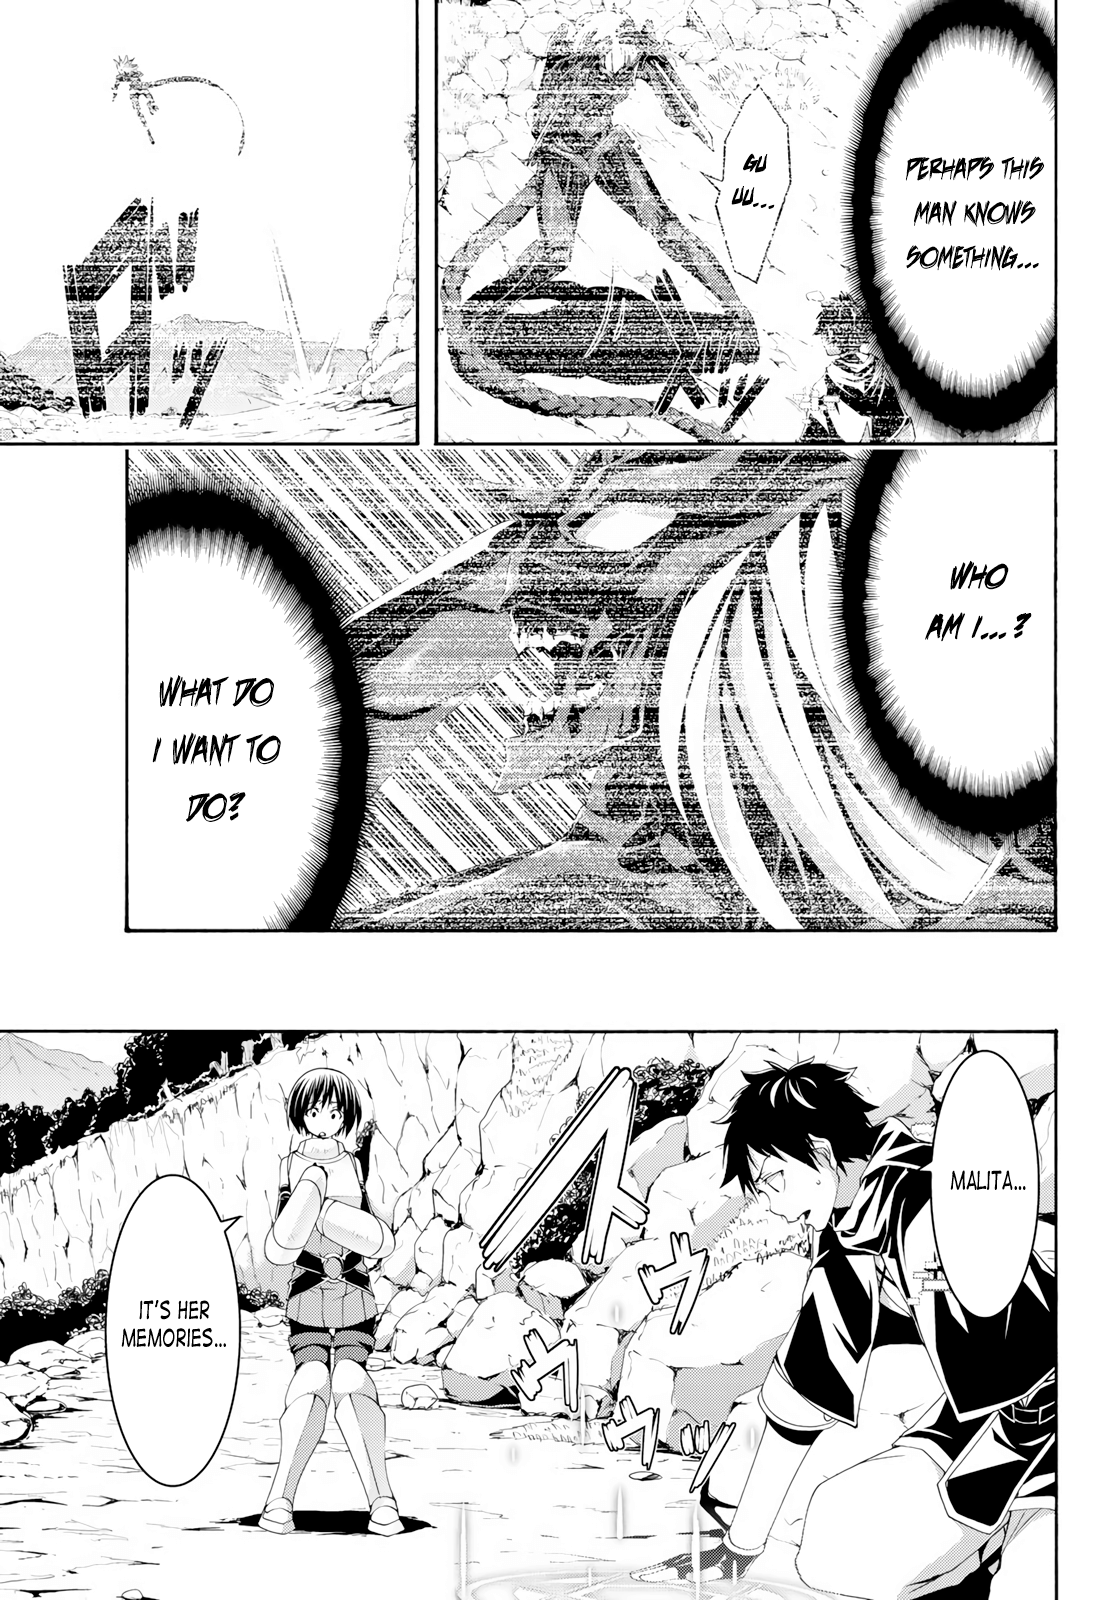 PERHAPS THIS
MAN KNOWS
SOMETHING...
GU
UU...
WHO
AM I...?
WHAT DO
I WANT TO
DO?
MALITA...
IT'S HER
MEMORIES...